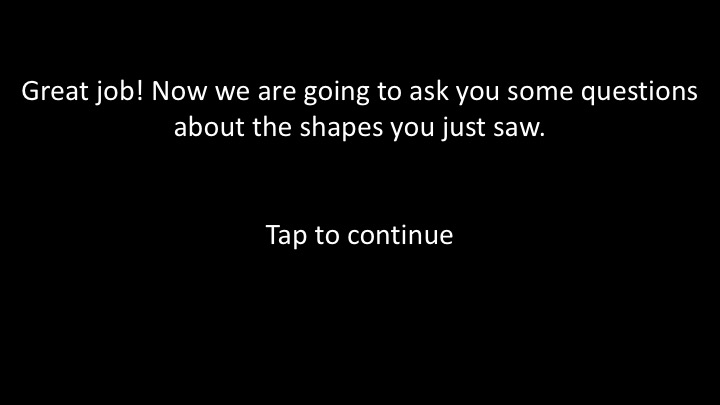 Great job! Now we are going to ask you some questions
about the shapes you just saw.
Tap to continue